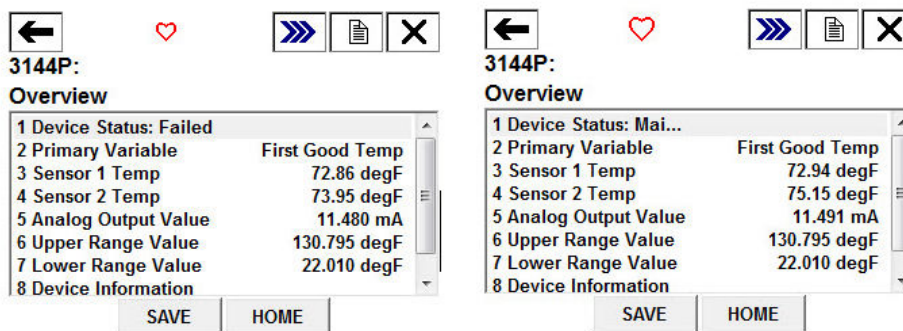 3144P:
Overview
1 Device Status: Failed
2 Primary Variable First Good Temp
3 Sensor 1 Temp 72.86 degF
4 Sensor 2 Temp 73.95 degF
5 Analog Output Value 11.480 mA
6 Upper Range Value 130.795 degF
7 Lower Range Value 22.010 degF
8 Device Information
SAVE HOME
3144P:
Overview
1 Device Status: Mai...
2 Primary Variable First Good Temp
3 Sensor 1 Temp 72.94 degF
4 Sensor 2 Temp 75.15 degF
5 Analog Output Value 11.491 mA
6 Upper Range Value 130.795 degF
7 Lower Range Value 22.010 degF
8 Device Information
SAVE HOME